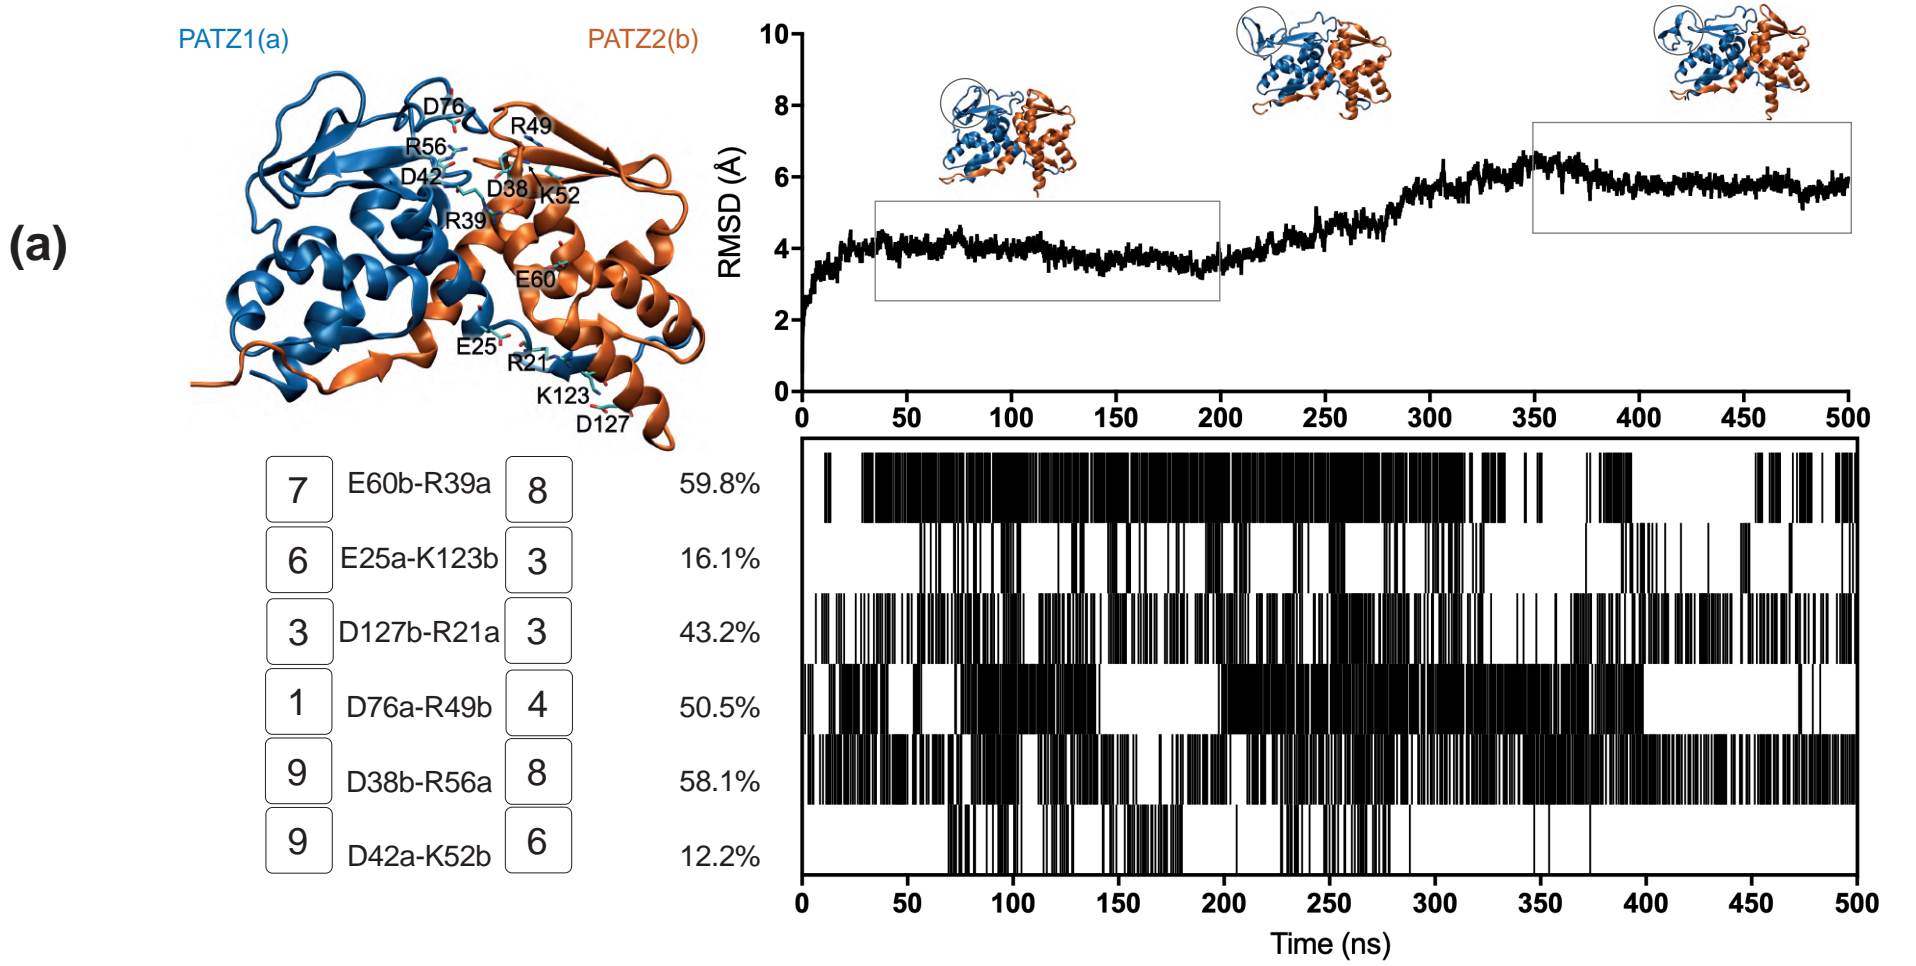 (a)
PATZ1(a)
PATZ2(b)
D76
R49
R56
D42
D38
K52
R39
E60
E25
R21
K123
D127
RMSD (Å)
10
8
6
4
2
0
0 50 100 150 200 250 300 350 400 450 500
7 E60b-R39a 8 59.8%
6 E25a-K123b 3 16.1%
3 D127b-R21a 3 43.2%
1 D76a-R49b 4 50.5%
9 D38b-R56a 8 58.1%
9 D42a-K52b 6 12.2%
0 50 100 150 200 250 300 350 400 450 500
Time (ns)